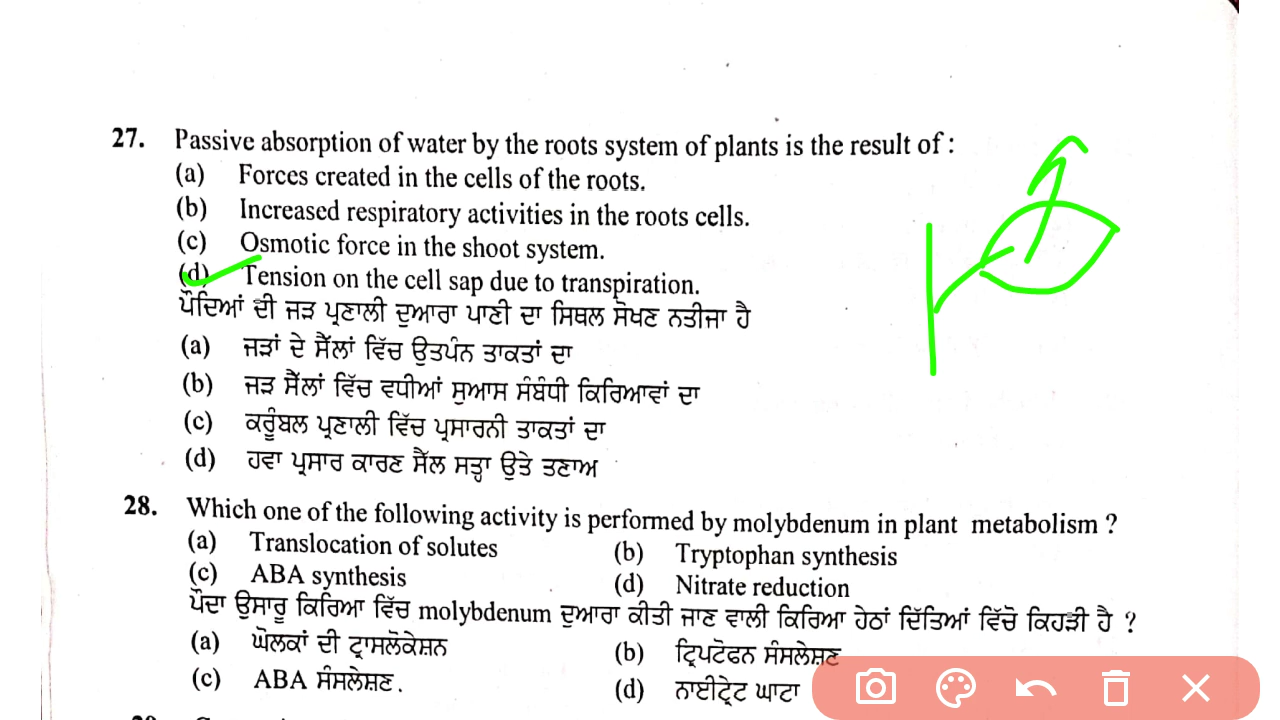 27. Passive absorption of water by the roots system of plants is the result of :
(a) Forces created in the cells of the roots.
(b) Increased respiratory activities in the roots cells.
(c) Osmotic force in the shoot system.
(d) Tension on the cell sap due to transpiration.
ਪੌਦਿਆਂ ਦੀ ਜੜ ਪ੍ਰਣਾਲੀ ਦੁਆਰਾ ਪਾਣੀ ਦਾ ਸਿਥਲ ਸੋਖਣ ਨਤੀਜਾ ਹੈ
(a) ਜੜਾਂ ਦੇ ਸੈੱਲਾਂ ਵਿੱਚ ਉਤਪੰਨ ਤਾਕਤਾਂ ਦਾ
(b) ਜੜ ਸੈੱਲਾਂ ਵਿੱਚ ਵਧੀਆਂ ਸੁਆਸ ਸੰਬੰਧੀ ਕਿਰਿਆਵਾਂ ਦਾ
(c) ਕਰੂੰਬਲ ਪ੍ਰਣਾਲੀ ਵਿੱਚ ਪ੍ਰਸਾਰਨੀ ਤਾਕਤਾਂ ਦਾ
(d) ਹਵਾ ਪ੍ਰਸਾਰ ਕਾਰਣ ਸੈੱਲ ਸਤ੍ਹਾ ਉਤੇ ਤਣਾਅ
28. Which one of the following activity is performed by molybdenum in plant metabolism ?
(a) Translocation of solutes (b) Tryptophan synthesis
(c) ABA synthesis (d) Nitrate reduction
ਪੌਦਾ ਉਸਾਰੂ ਕਿਰਿਆ ਵਿੱਚ molybdenum ਦੁਆਰਾ ਕੀਤੀ ਜਾਣ ਵਾਲੀ ਕਿਰਿਆ ਹੇਠਾਂ ਦਿੱਤਿਆਂ ਵਿੱਚੋ ਕਿਹੜੀ ਹੈ ?
(a) ਘੋਲਕਾਂ ਦੀ ਟ੍ਰਾਸਲੋਕੇਸ਼ਨ (b) ਟ੍ਰਿਪਟੋਫਨ ਸੰਸਲੇਸ਼ਣ
(c) ABA ਸੰਸਲੇਸ਼ਣ. (d) ਨਾਈਟ੍ਰੇਟ ਘਾਟਾ